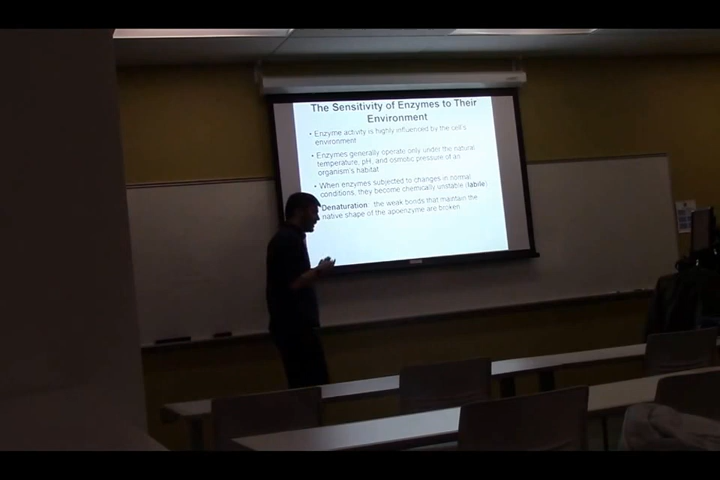 The Sensitivity of Enzymes to Their
Environment
• Enzyme activity is highly influenced by the cell's
environment
• Enzymes generally operate only under the natural
temperature, pH, and osmotic pressure of an
organism's habitat
• When enzymes subjected to changes in normal
conditions, they become chemically unstable (labile)
Denaturation: the weak bonds that maintain the
native shape of the apoenzyme are broken